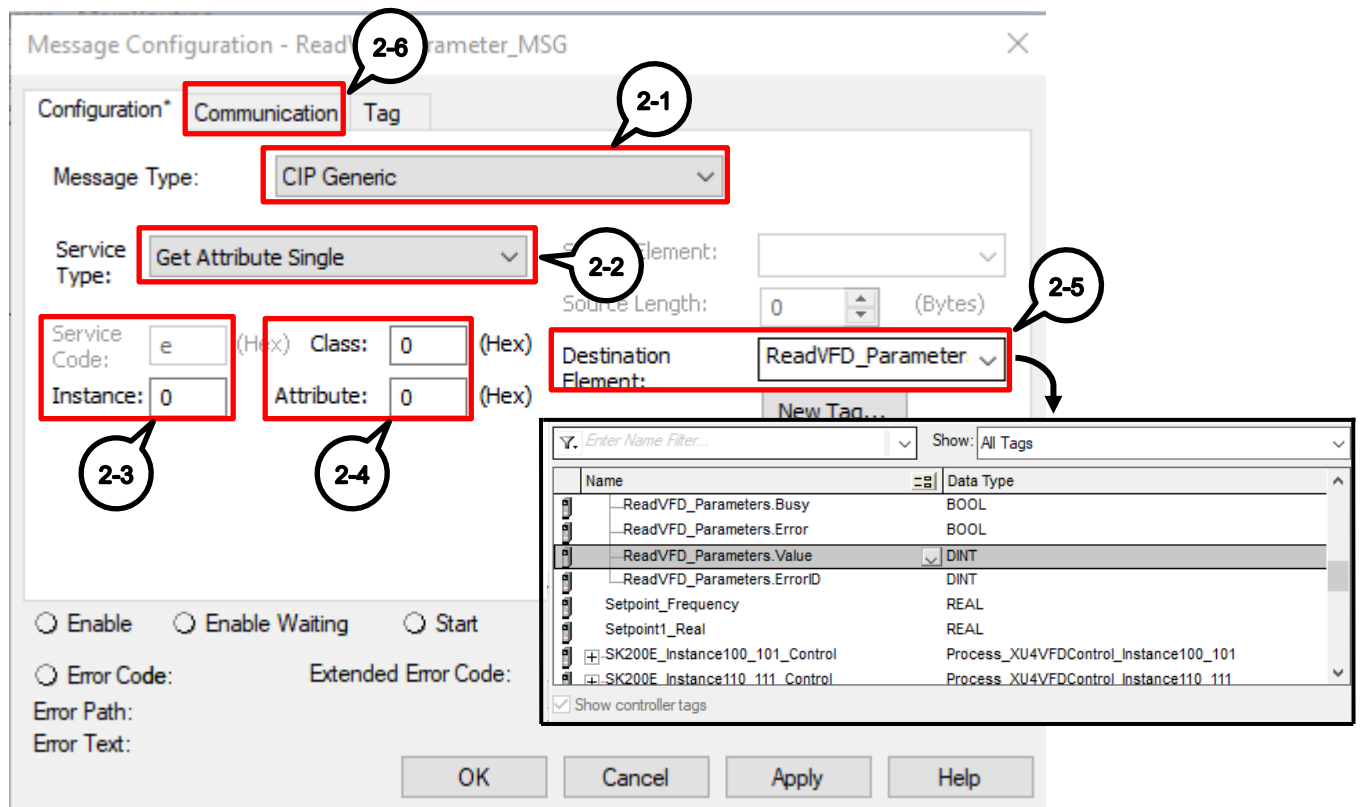 Message Configuration - Read rameter_MSG
2-6
Configuration* Communication Tag
2-1
Message Type: CIP Generic
Service Type: Get Attribute Single
2-2
Element:
2-5
Source Length: 0 (Bytes)
Service Code: e (Hex) Class: 0 (Hex)
Destination Element: ReadVFD_Parameter
Instance: 0 Attribute: 0 (Hex)
New Tag...
2-3
2-4
Enter Name Filter... Show: All Tags
Name Data Type
ReadVFD_Parameters.Busy BOOL
ReadVFD_Parameters.Error BOOL
ReadVFD_Parameters.Value DINT
ReadVFD_Parameters.ErrorID DINT
Setpoint_Frequency REAL
Setpoint1_Real REAL
SK200E_Instance100_101_Control Process_XU4VFDControl_Instance100_101
SK200E_Instance110_111_Control Process_XU4VFDControl_Instance110_111
Show controller tags
Enable Enable Waiting Start
Error Code: Extended Error Code:
Error Path:
Error Text:
OK Cancel Apply Help